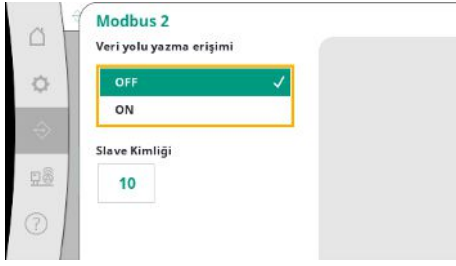 Modbus 2
Veri yolu yazma erişimi
OFF
ON
Slave Kimliği
10